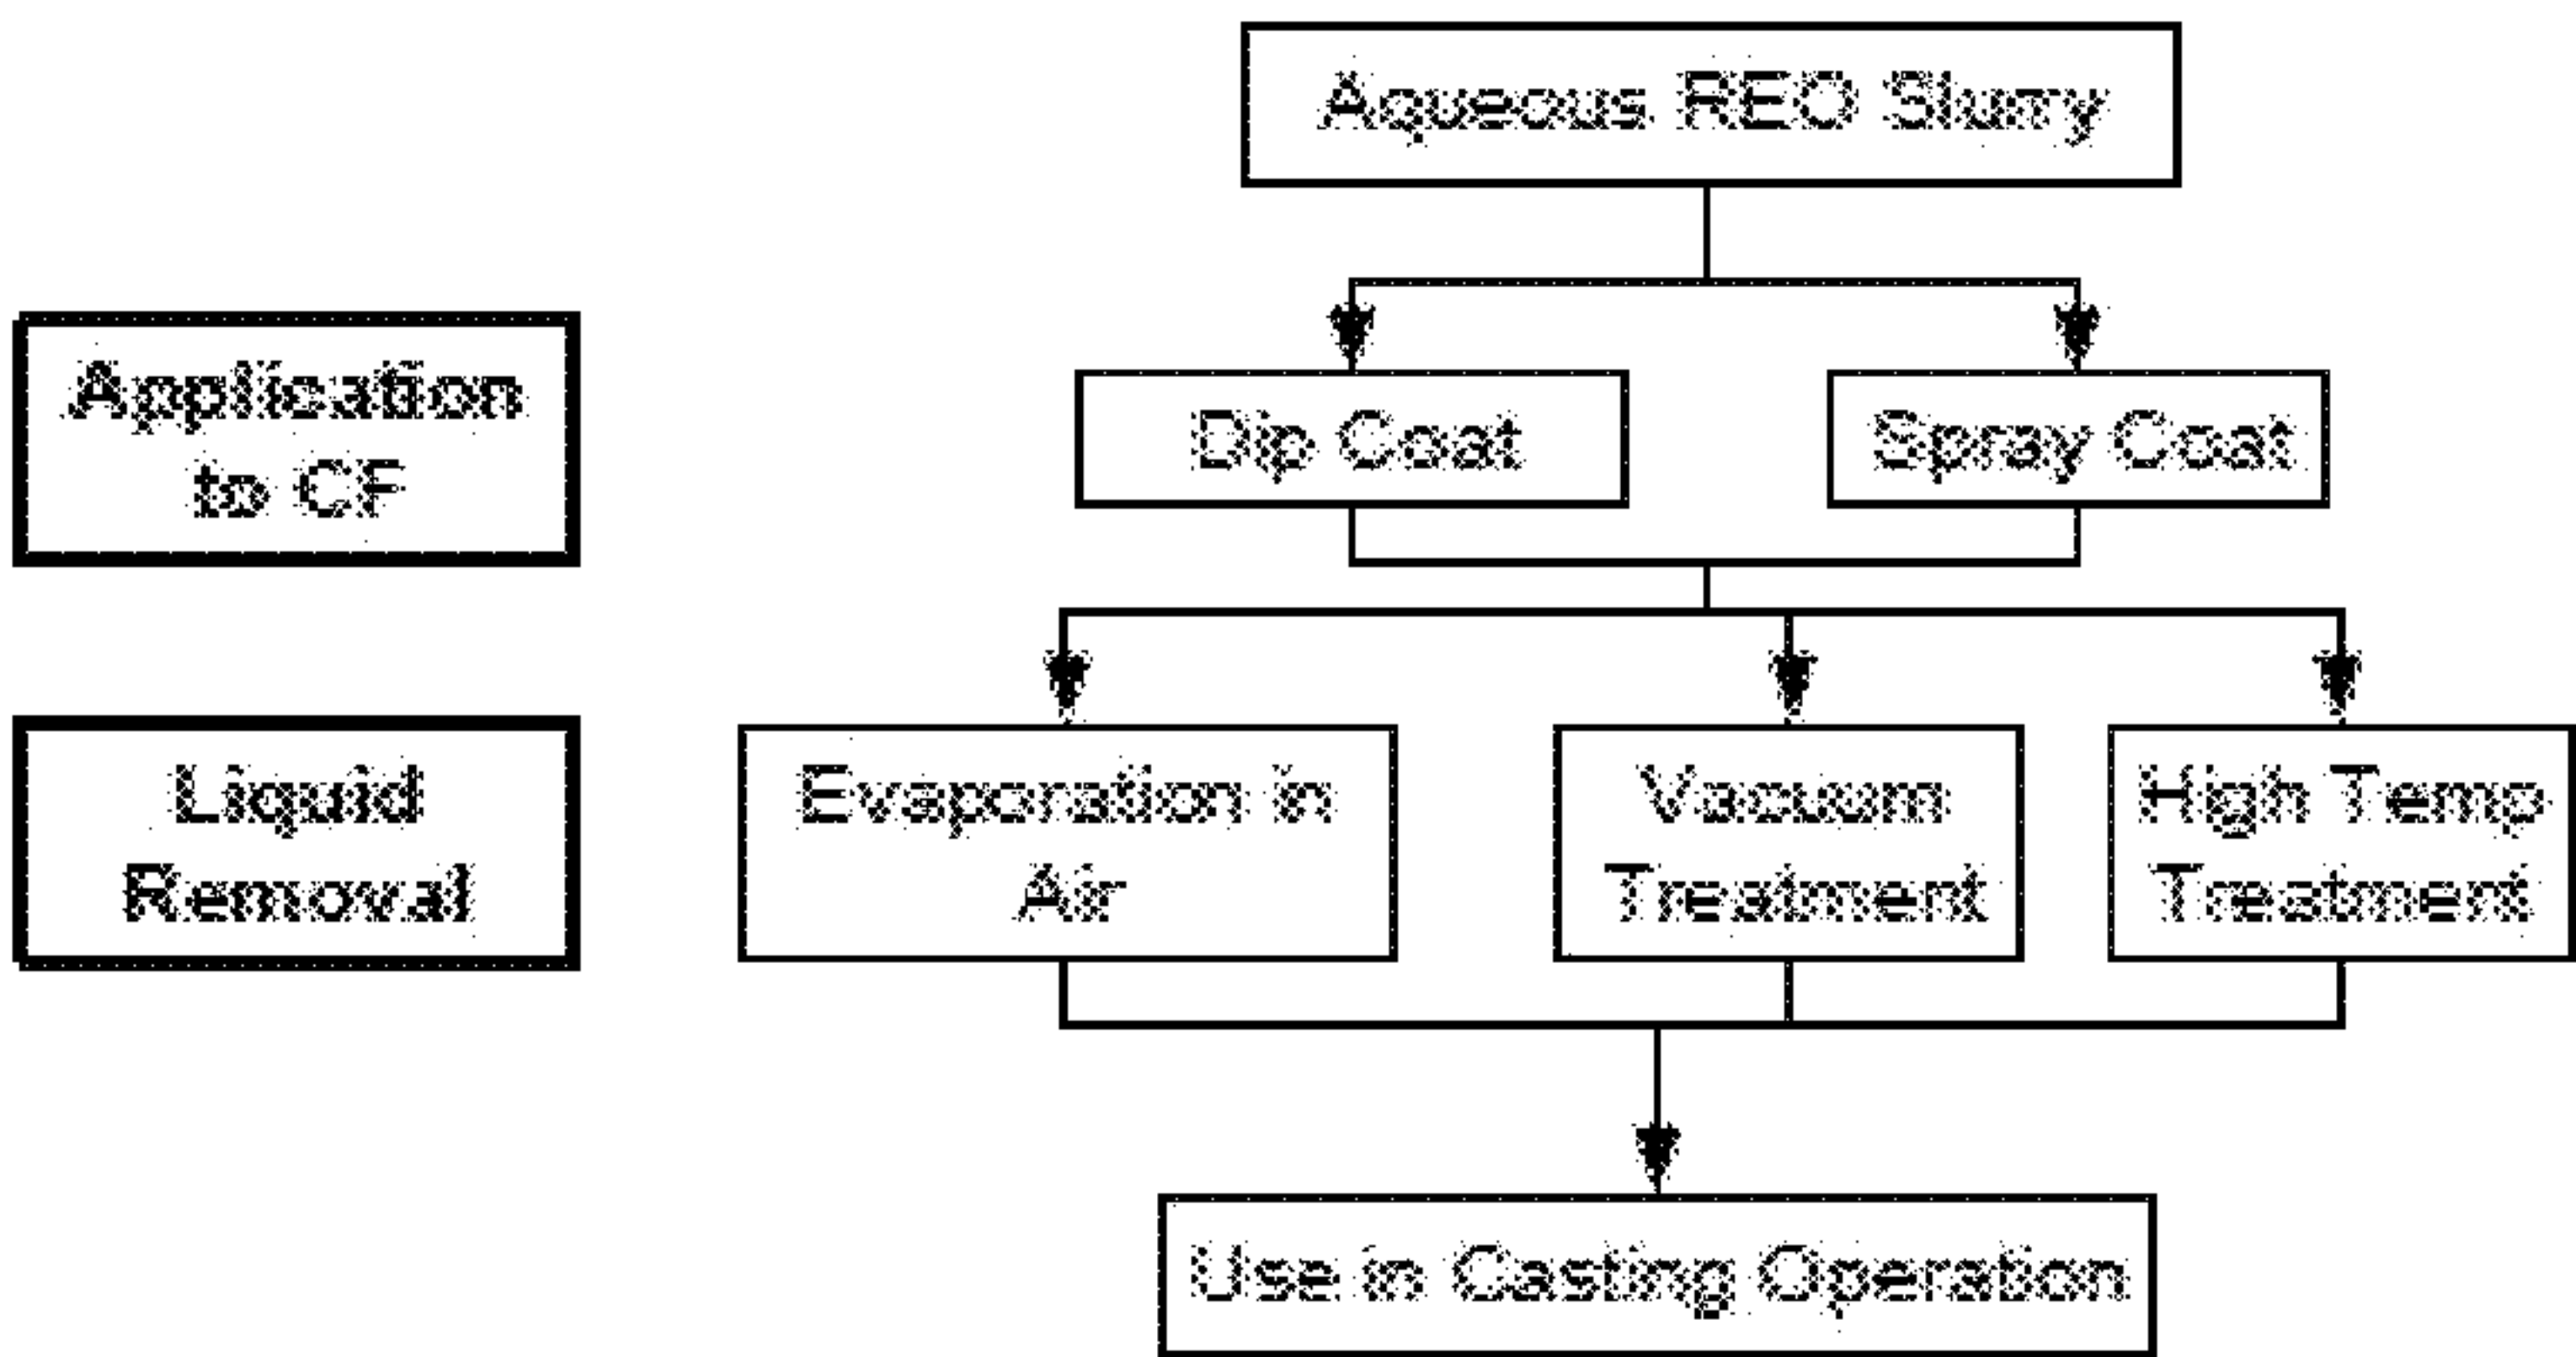 Aqueous REO Slurry
Application
to CF
Dip Coat
Spray Coat
Liquid
Removal
Evaporation in
Air
Vacuum
Treatment
High Temp
Treatment
Use in Casting Operation